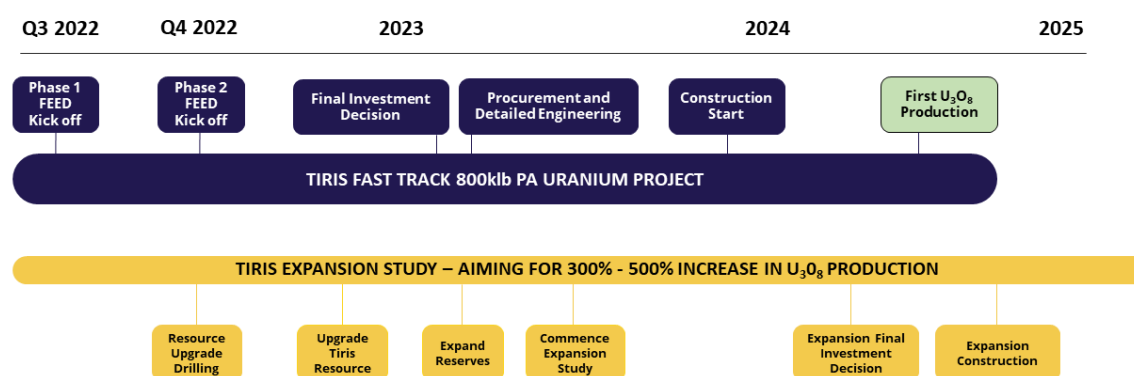 Q3 2022 Q4 2022 2023 2024 2025
Phase 1
FEED
Kick off
Phase 2
FEED
Kick off
Final Investment
Decision
Procurement and
Detailed Engineering
Construction
Start
First U₃O₈
Production
TIRIS FAST TRACK 800klb PA URANIUM PROJECT
TIRIS EXPANSION STUDY – AIMING FOR 300% - 500% INCREASE IN U₃0₈ PRODUCTION
Resource
Upgrade
Drilling
Upgrade
Tiris
Resource
Expand
Reserves
Commence
Expansion
Study
Expansion Final
Investment
Decision
Expansion
Construction